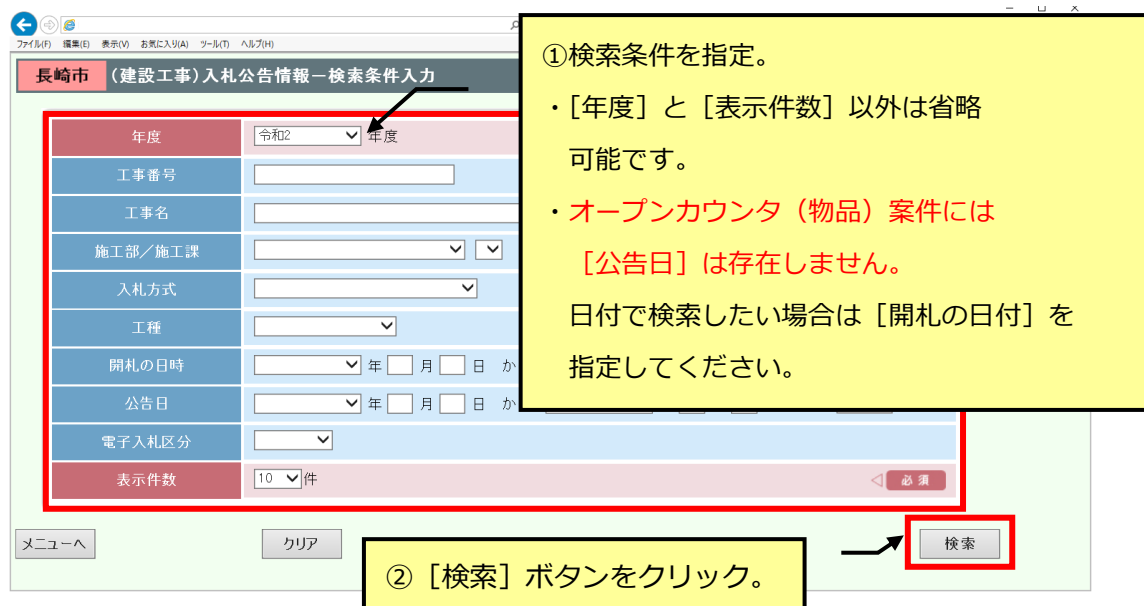 ファイル(F) 編集(E) 表示(V) お気に入り(A) ツール(T) ヘルプ(H)
長崎市 (建設工事)入札公告情報－検索条件入力
①検索条件を指定。
・［年度］と［表示件数］以外は省略
可能です。
・オープンカウンタ（物品）案件には
［公告日］は存在しません。
日付で検索したい場合は［開札の日付］を
指定してください。
年度 令和2 年度
工事番号
工事名
施工部／施工課
入札方式
工種
開札の日時 年 月 日 か
公告日 年 月 日 か
電子入札区分
表示件数 10 件 必須
メニューへ クリア 検索
②［検索］ボタンをクリック。